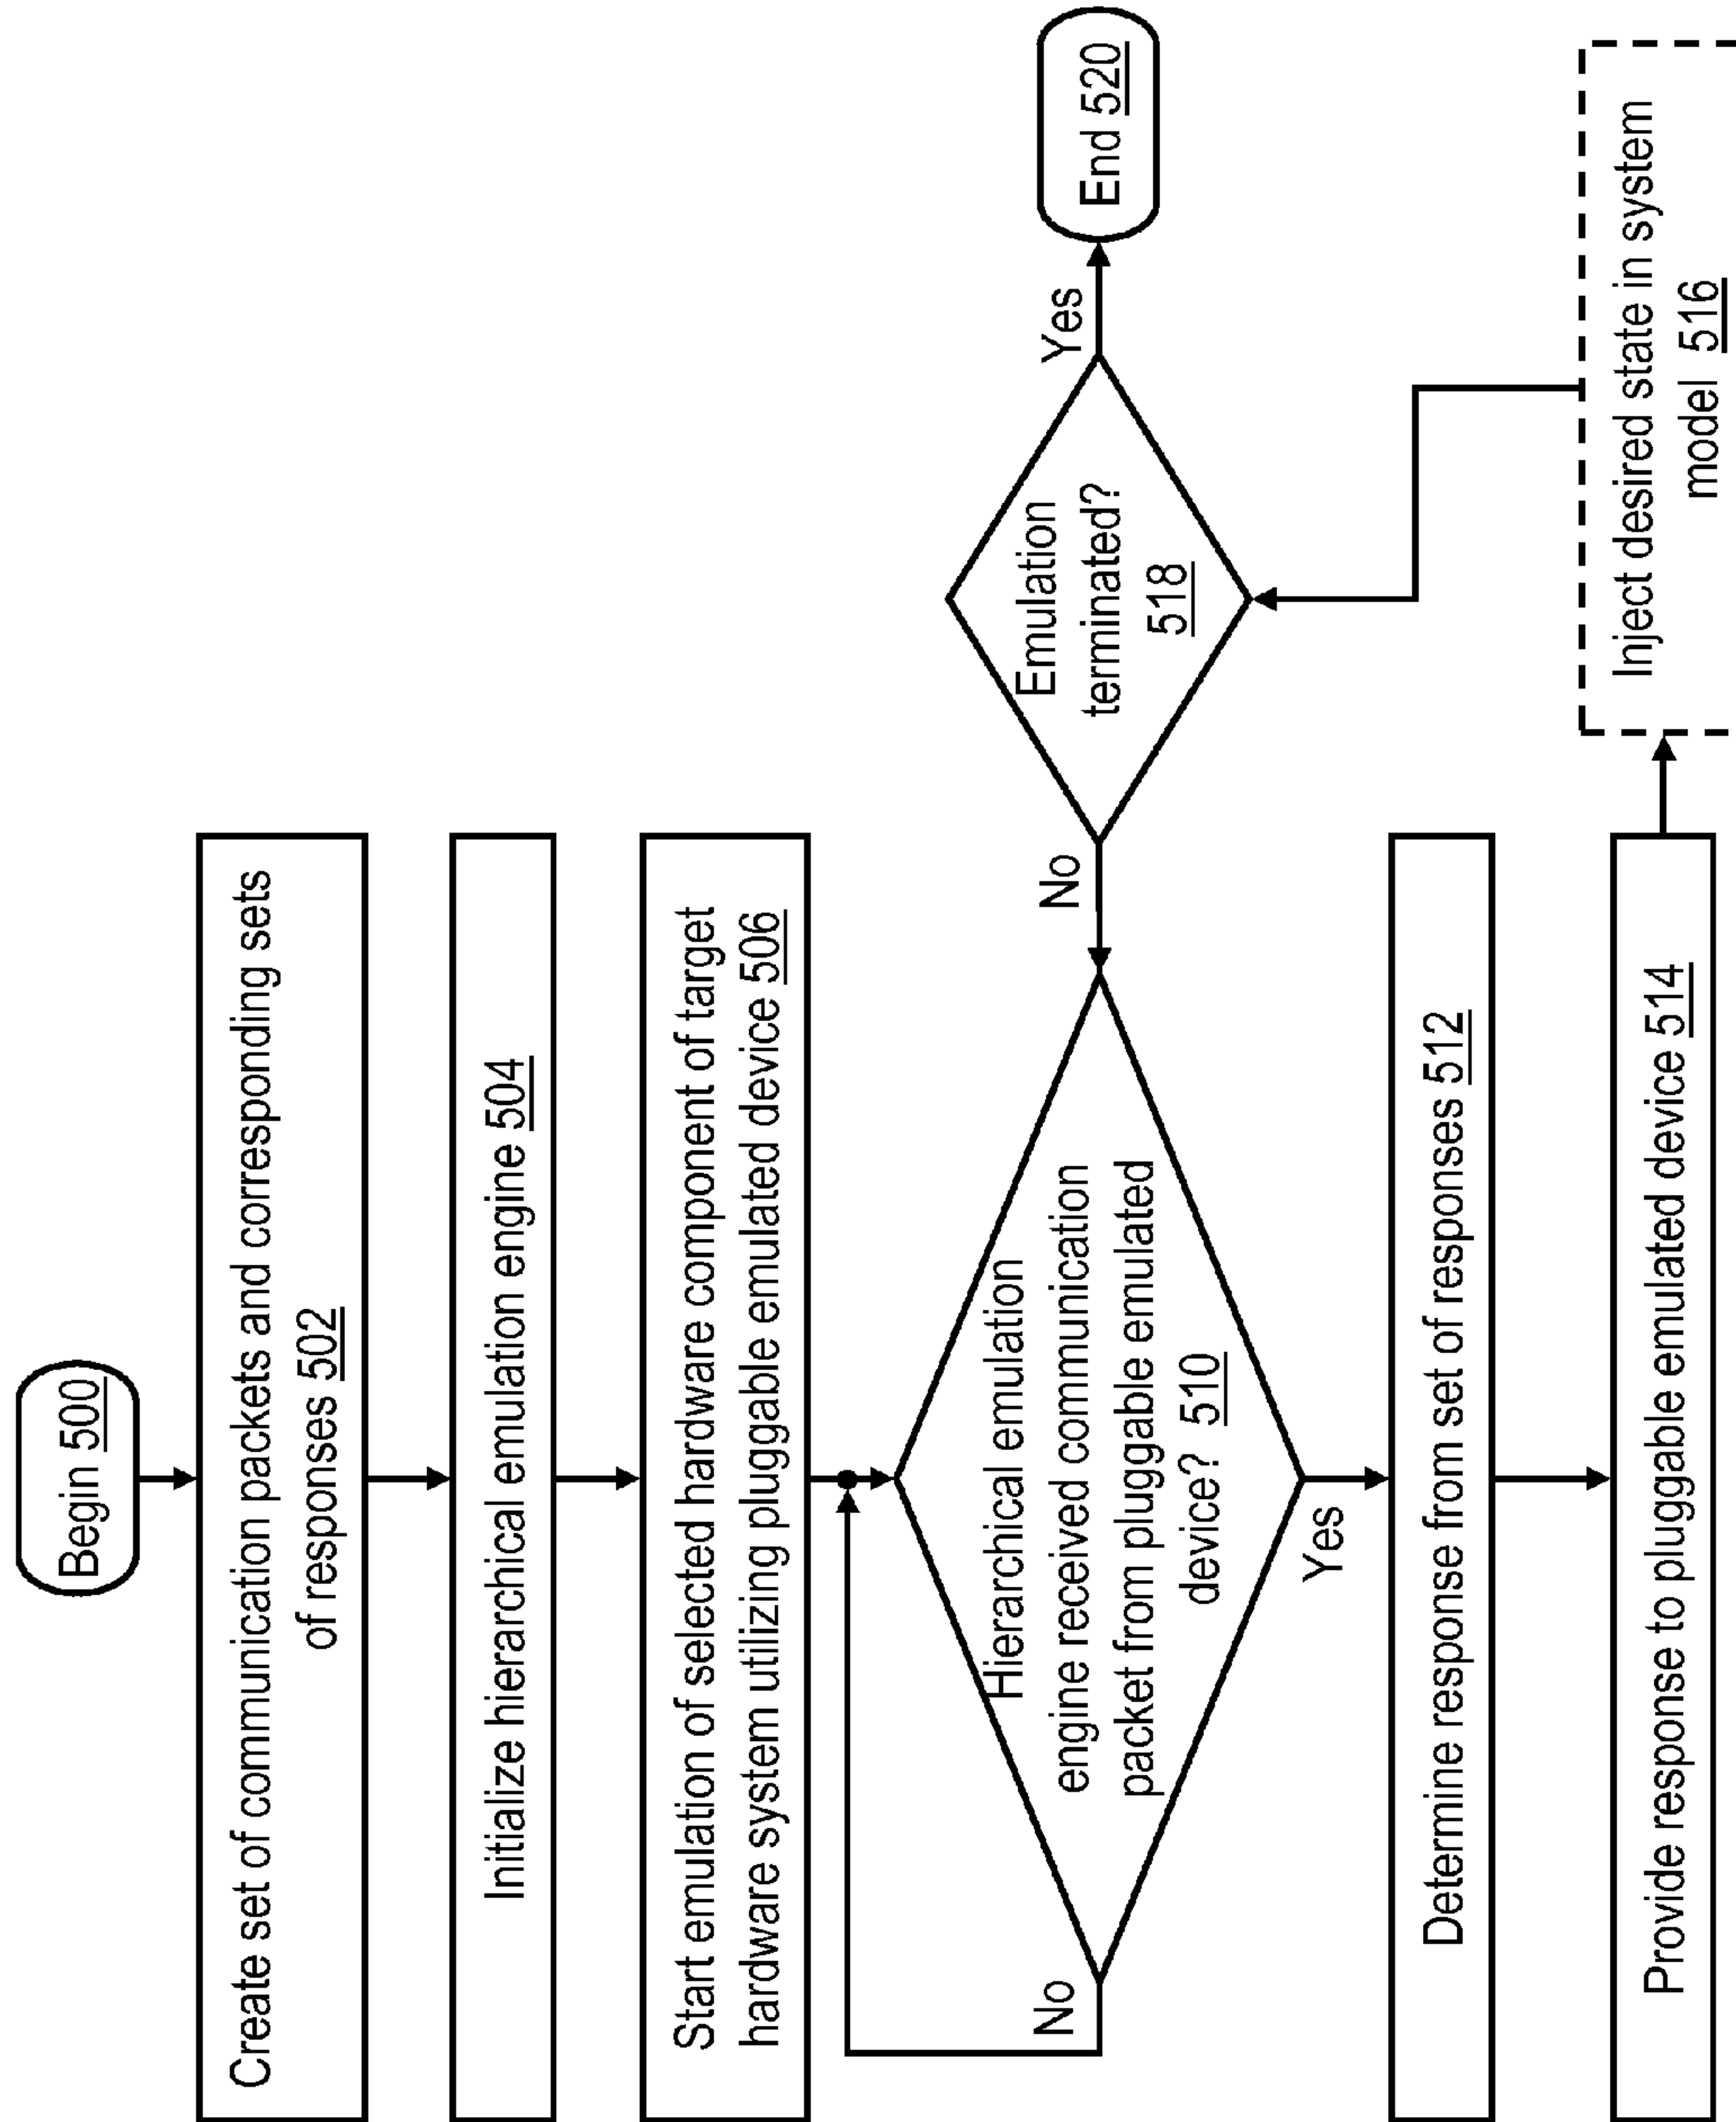 Begin 500
Create set of communication packets and corresponding sets
of responses 502
Initialize hierarchical emulation engine 504
Start emulation of selected hardware component of target
hardware system utilizing pluggable emulated device 506
Hierarchical emulation
engine received communication
packet from pluggable emulated
device? 510
No
Yes
Determine response from set of responses 512
Provide response to pluggable emulated device 514
Inject desired state in system
model 516
Emulation
terminated?
518
No
Yes
End 520